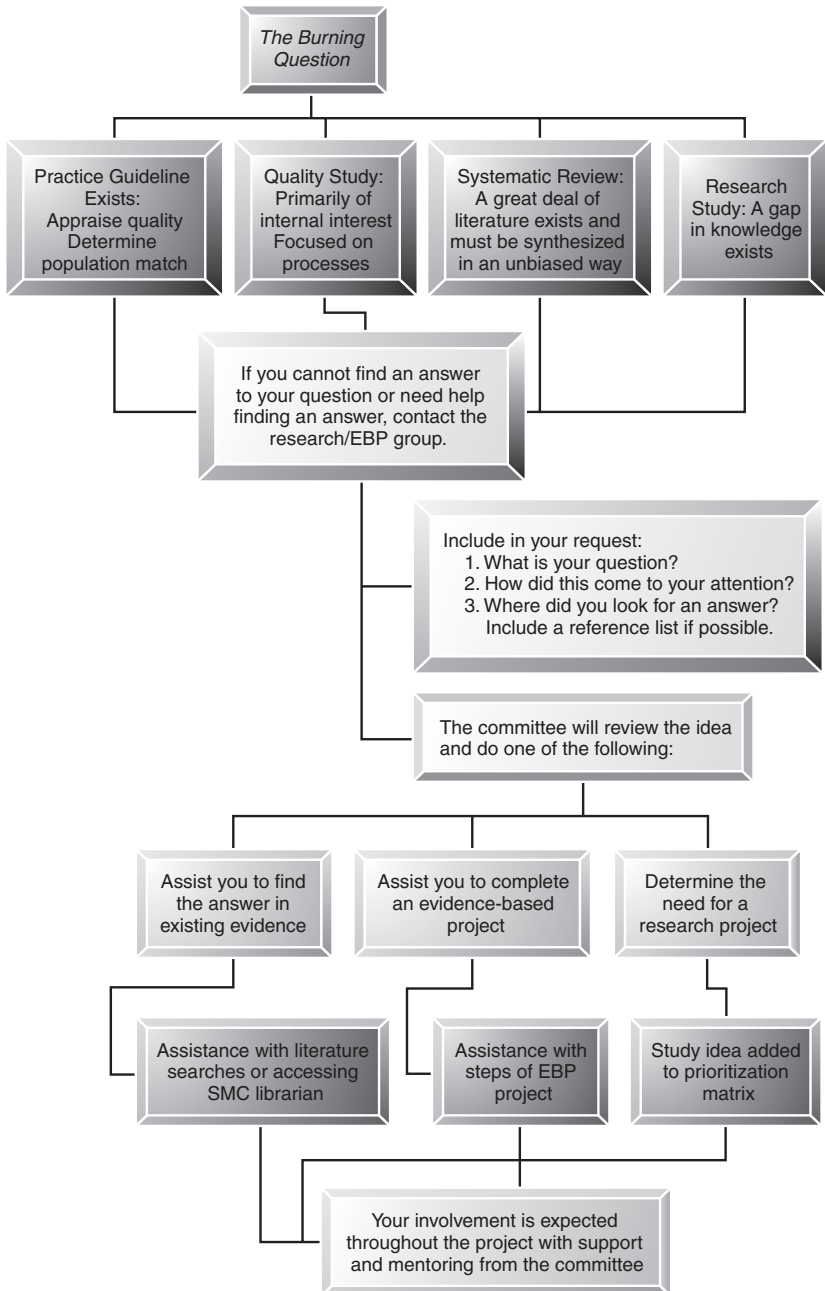 The Burning
Question
Practice Guideline
Exists:
Appraise quality
Determine
population match
Quality Study:
Primarily of
internal interest
Focused on
processes
Systematic Review:
A great deal of
literature exists and
must be synthesized
in an unbiased way
Research
Study: A gap
in knowledge
exists
If you cannot find an answer
to your question or need help
finding an answer, contact the
research/EBP group.
Include in your request:
1. What is your question?
2. How did this come to your attention?
3. Where did you look for an answer?
Include a reference list if possible.
The committee will review the idea
and do one of the following:
Assist you to find
the answer in
existing evidence
Assist you to complete
an evidence-based
project
Determine the
need for a
research project
Assistance with literature
searches or accessing
SMC librarian
Assistance with
steps of EBP
project
Study idea added
to prioritization
matrix
Your involvement is expected
throughout the project with support
and mentoring from the committee